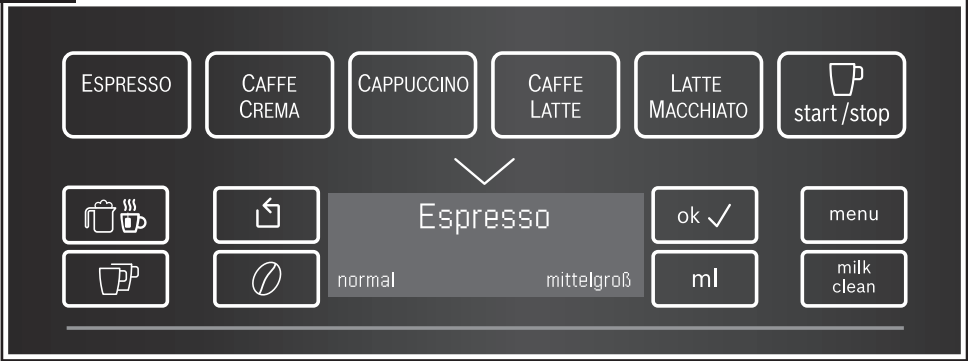 ESPRESSO
CAFFE
CREMA
CAPPUCCINO
CAFFE
LATTE
LATTE
MACCHIATO
start/stop
Espresso
normal mittelgroß
ok
ml
menu
milk
clean